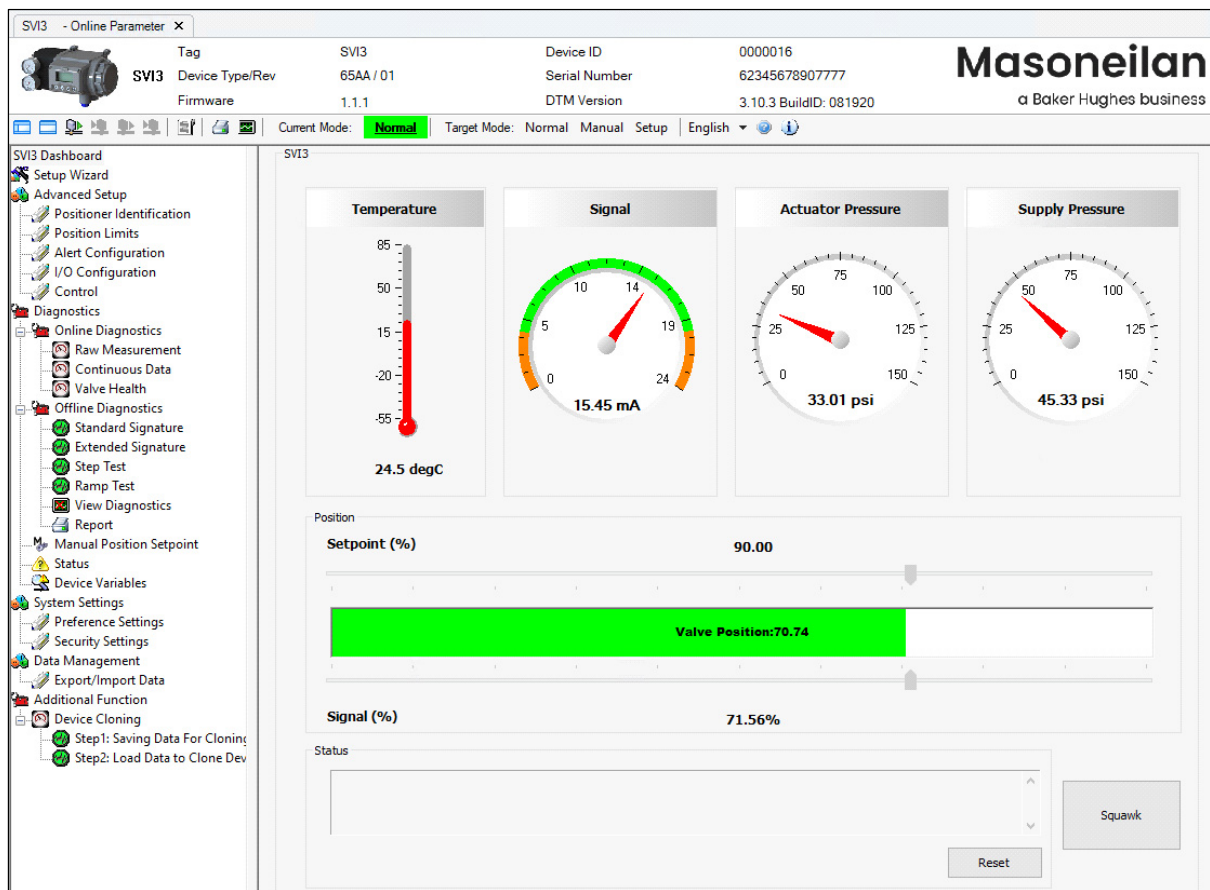 SVI3 - Online Parameter ✕
Tag SVI3 Device ID 0000016
SVI3 Device Type/Rev 65AA / 01 Serial Number 62345678907777
Firmware 1.1.1 DTM Version 3.10.3 BuildID: 081920
Masoneilan
a Baker Hughes business
Current Mode: Normal Target Mode: Normal Manual Setup English
SVI3 Dashboard
Setup Wizard
Advanced Setup
Positioner Identification
Position Limits
Alert Configuration
I/O Configuration
Control
Diagnostics
Online Diagnostics
Raw Measurement
Continuous Data
Valve Health
Offline Diagnostics
Standard Signature
Extended Signature
Step Test
Ramp Test
View Diagnostics
Report
Manual Position Setpoint
Status
Device Variables
System Settings
Preference Settings
Security Settings
Data Management
Export/Import Data
Additional Function
Device Cloning
Step1: Saving Data For Cloning
Step2: Load Data to Clone Dev
SVI3
Temperature
85
50
15
-20
-55
24.5 degC
Signal
0 5 10 14 19 24
15.45 mA
Actuator Pressure
0 25 50 75 100 125 150
33.01 psi
Supply Pressure
0 25 50 75 100 125 150
45.33 psi
Position
Setpoint (%) 90.00
Valve Position:70.74
Signal (%) 71.56%
Status
Squawk
Reset